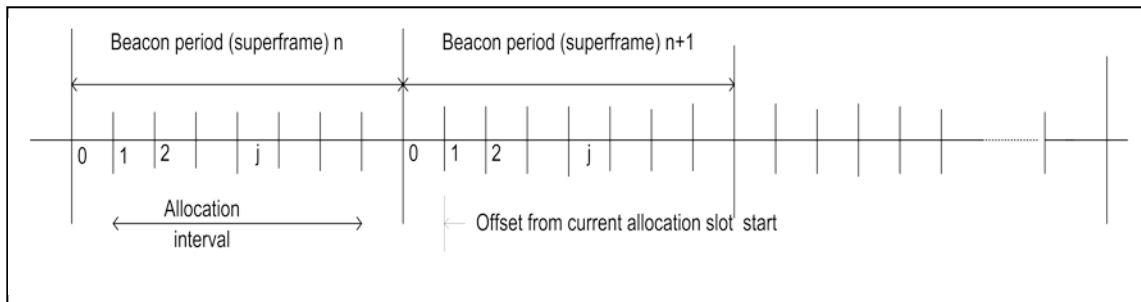 Beacon period (superframe) n
Beacon period (superframe) n+1
0 1 2 j 0 1 2 j
Allocation
interval
Offset from current allocation slot start